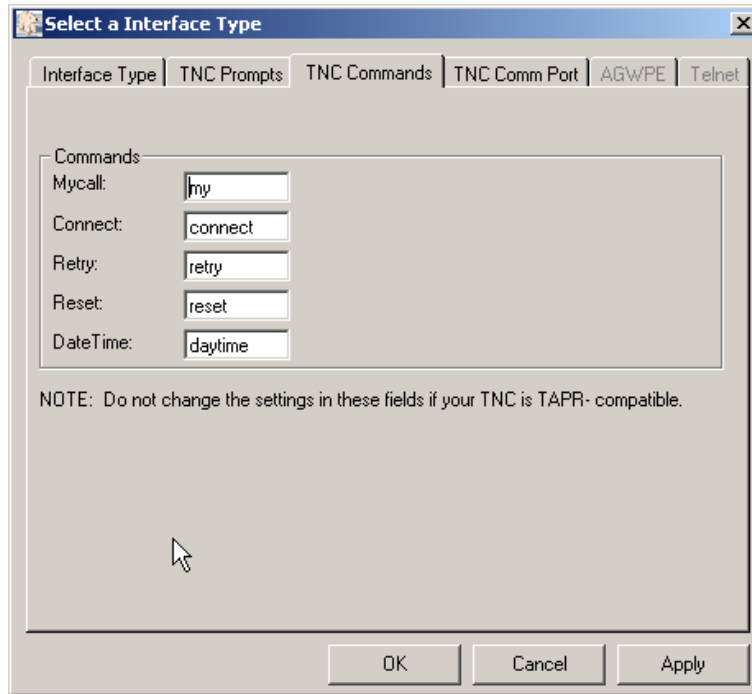 Select a Interface Type
Interface Type TNC Prompts TNC Commands TNC Comm Port AGWPE Telnet
Commands
Mycall: my
Connect: connect
Retry: retry
Reset: reset
DateTime: daytime
NOTE: Do not change the settings in these fields if your TNC is TAPR- compatible.
OK Cancel Apply